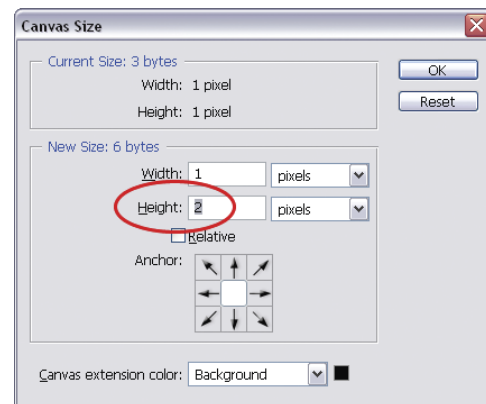 Canvas Size
Current Size: 3 bytes
Width: 1 pixel
Height: 1 pixel
OK
Reset
New Size: 6 bytes
Width: 1 pixels
Height: 2 pixels
Relative
Anchor:
Canvas extension color: Background